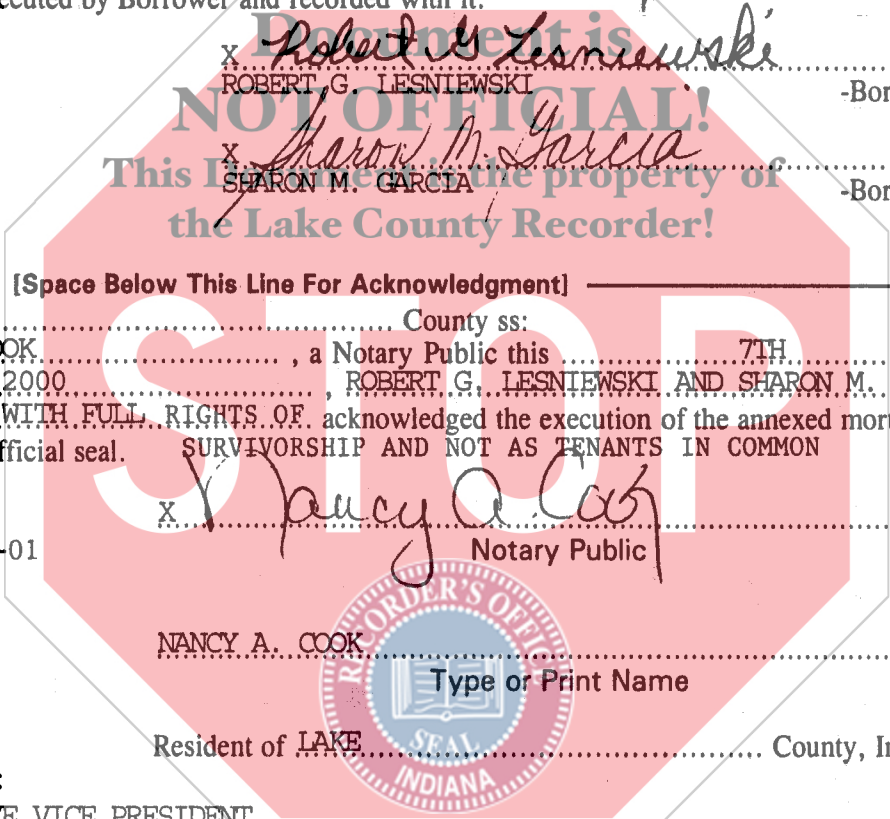 ecuted by Borrower and recorded with it.
Document is
x Robert G Lesniewski
ROBERT G. LESNIEWSKI
-Bor
NOT OFFICIAL!
x Sharon M. Garcia
This Document is the property of
SHARON M. GARCIA
-Bor
the Lake County Recorder!
[Space Below This Line For Acknowledgment]
STOP
County ss:
OOK , a Notary Public this 7TH
2000 , ROBERT G. LESNIEWSKI AND SHARON M.
WITH FULL RIGHTS OF acknowledged the execution of the annexed mort
fficial seal. SURVIVORSHIP AND NOT AS TENANTS IN COMMON
x Nancy A. Cook
-01
Notary Public
RECORDER'S OFFICE
NANCY A. COOK
Type or Print Name
Resident of LAKE County, In
SEAL
INDIANA
E VICE PRESIDENT